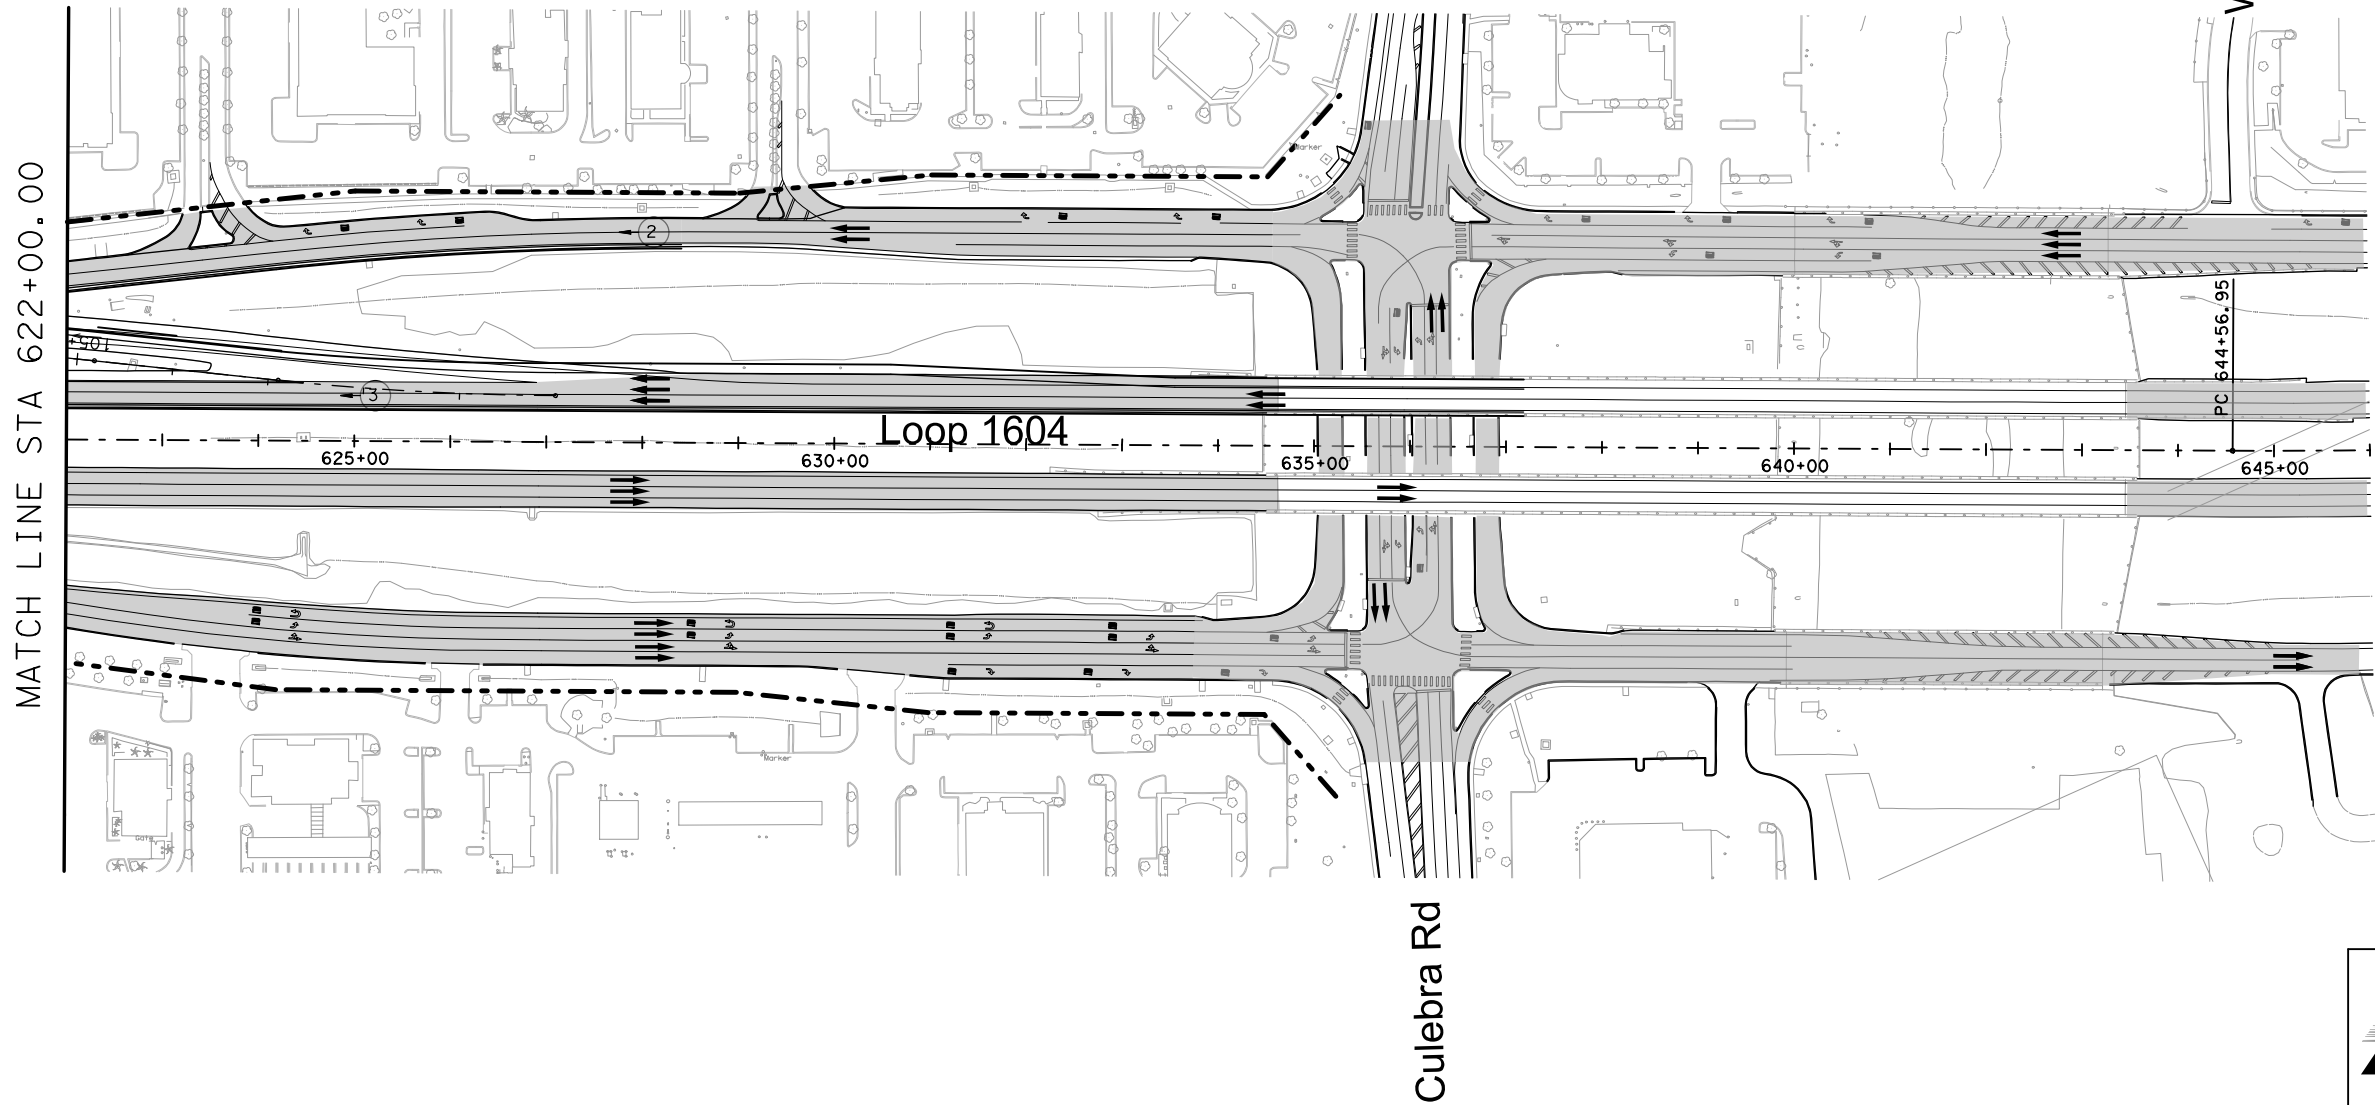 V
MATCH LINE STA 622+00.00
Marker
2
PC 644+56.95
105+
3
Loop 1604
625+00
630+00
635+00
640+00
645+00
Marker
Gate
Culebra Rd